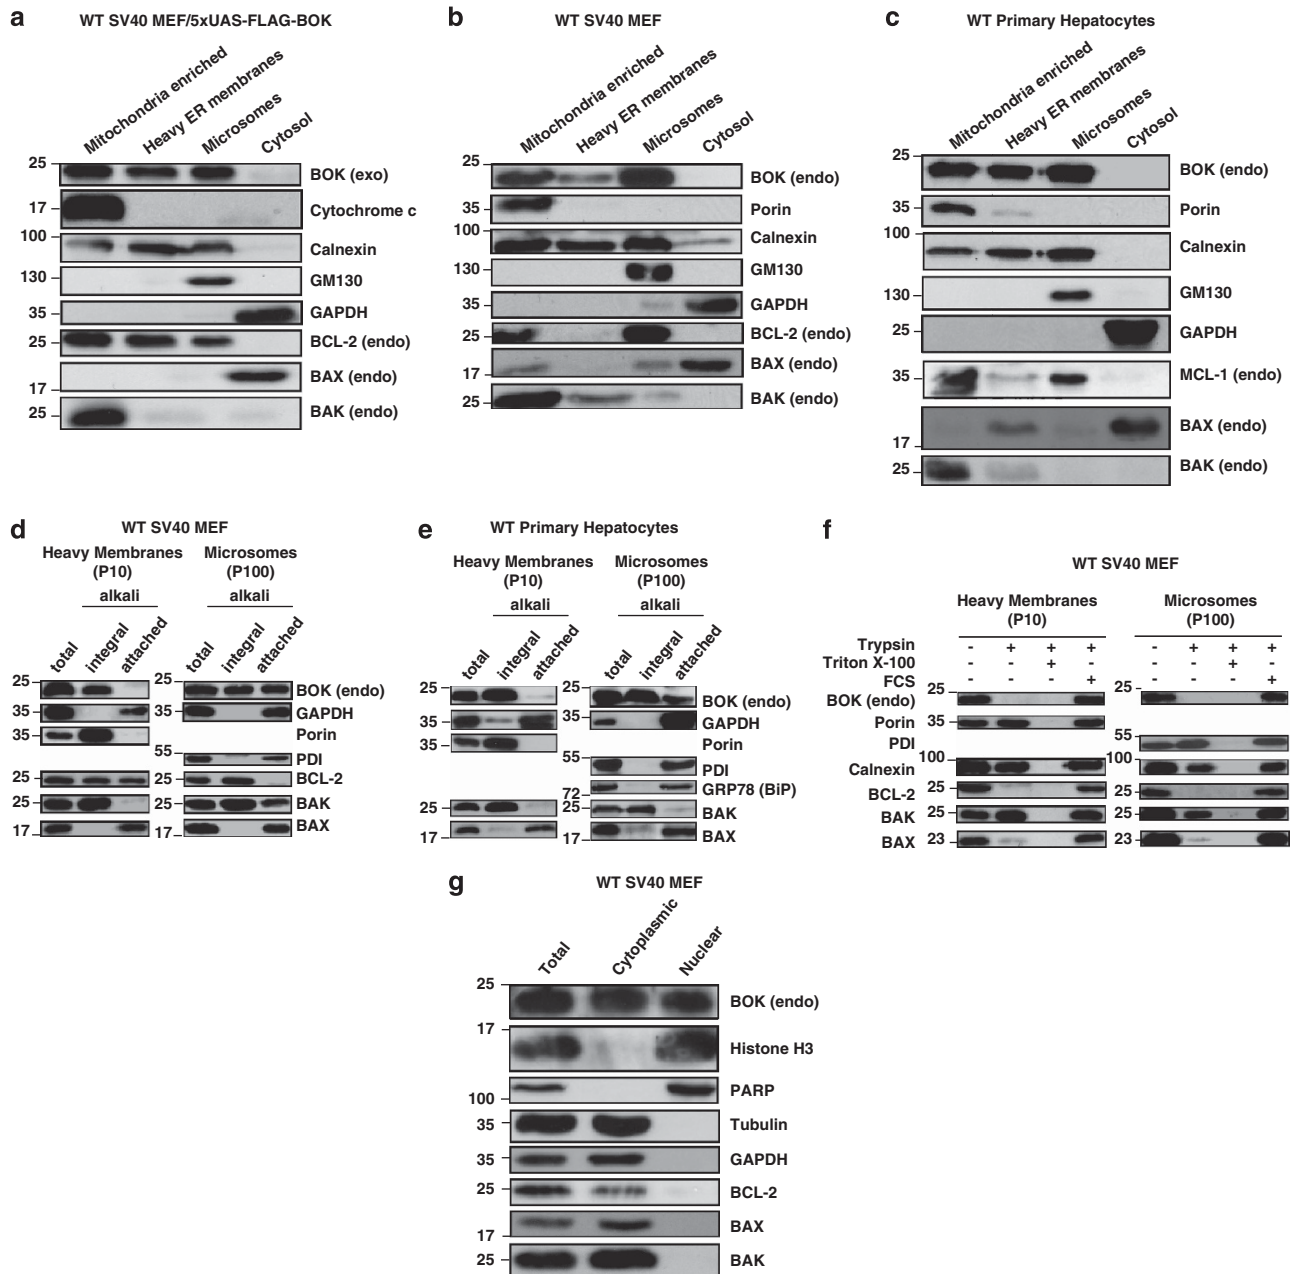 a
WT SV40 MEF/5xUAS-FLAG-BOK
Mitochondria enriched
Heavy ER membranes
Microsomes
Cytosol
25
BOK (exo)
17
Cytochrome c
100
Calnexin
130
GM130
35
GAPDH
25
BCL-2 (endo)
17
BAX (endo)
25
BAK (endo)
b
WT SV40 MEF
Mitochondria enriched
Heavy ER membranes
Microsomes
Cytosol
25
BOK (endo)
35
Porin
100
Calnexin
130
GM130
35
GAPDH
25
BCL-2 (endo)
17
BAX (endo)
25
BAK (endo)
c
WT Primary Hepatocytes
Mitochondria enriched
Heavy ER membranes
Microsomes
Cytosol
25
BOK (endo)
35
Porin
100
Calnexin
130
GM130
25
GAPDH
35
MCL-1 (endo)
17
BAX (endo)
25
BAK (endo)
d
WT SV40 MEF
Heavy Membranes
(P10)
Microsomes
(P100)
alkali
alkali
total
integral
attached
total
integral
attached
25
25
BOK (endo)
35
35
GAPDH
35
Porin
55
PDI
25
25
BCL-2
25
25
BAK
17
17
BAX
e
WT Primary Hepatocytes
Heavy Membranes
(P10)
Microsomes
(P100)
alkali
alkali
total
integral
attached
total
integral
attached
25
25
BOK (endo)
35
35
GAPDH
35
Porin
55
PDI
72
GRP78 (BiP)
25
25
BAK
17
17
BAX
f
WT SV40 MEF
Heavy Membranes
(P10)
Microsomes
(P100)
Trypsin - + + + - + + +
Triton X-100 - - + - - - + -
FCS - - - + - - - +
BOK (endo) 25 25
Porin 35
PDI 55
Calnexin 100 100
BCL-2 25 25
BAK 25 25
BAX 23 23
g
WT SV40 MEF
Total
Cytoplasmic
Nuclear
25
BOK (endo)
17
Histone H3
100
PARP
35
Tubulin
35
GAPDH
25
BCL-2
17
BAX
25
BAK